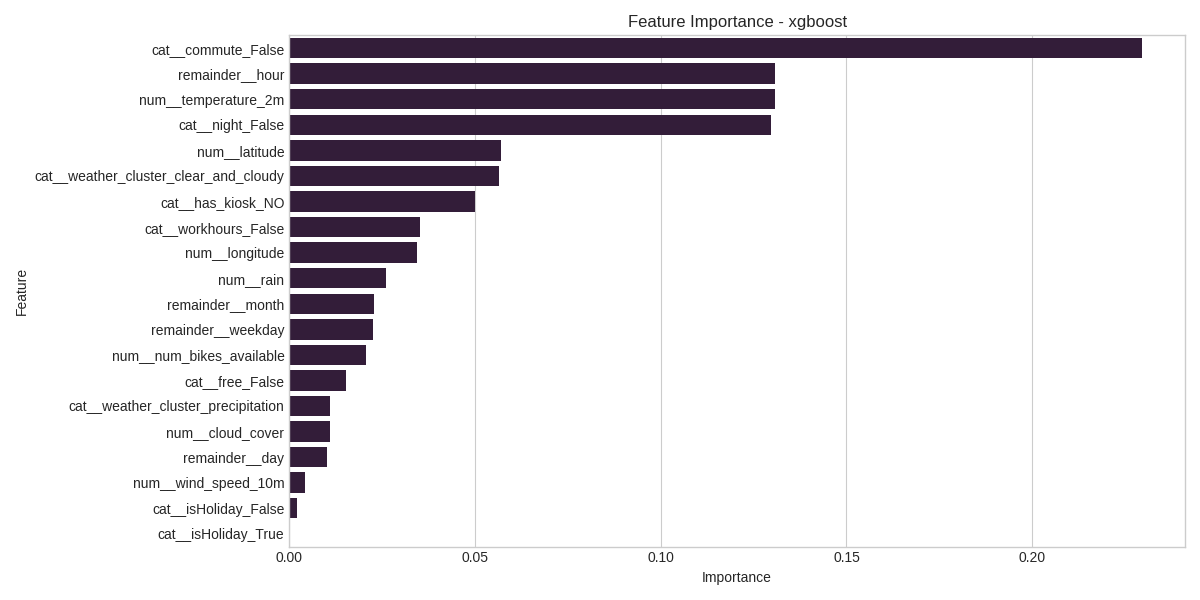 Feature Importance - xgboost
cat__commute_False
remainder__hour
num__temperature_2m
cat__night_False
num__latitude
cat__weather_cluster_clear_and_cloudy
cat__has_kiosk_NO
cat__workhours_False
num__longitude
num__rain
remainder__month
remainder__weekday
num__num_bikes_available
cat__free_False
cat__weather_cluster_precipitation
num__cloud_cover
remainder__day
num__wind_speed_10m
cat__isHoliday_False
cat__isHoliday_True
Feature
0.00 0.05 0.10 0.15 0.20
Importance